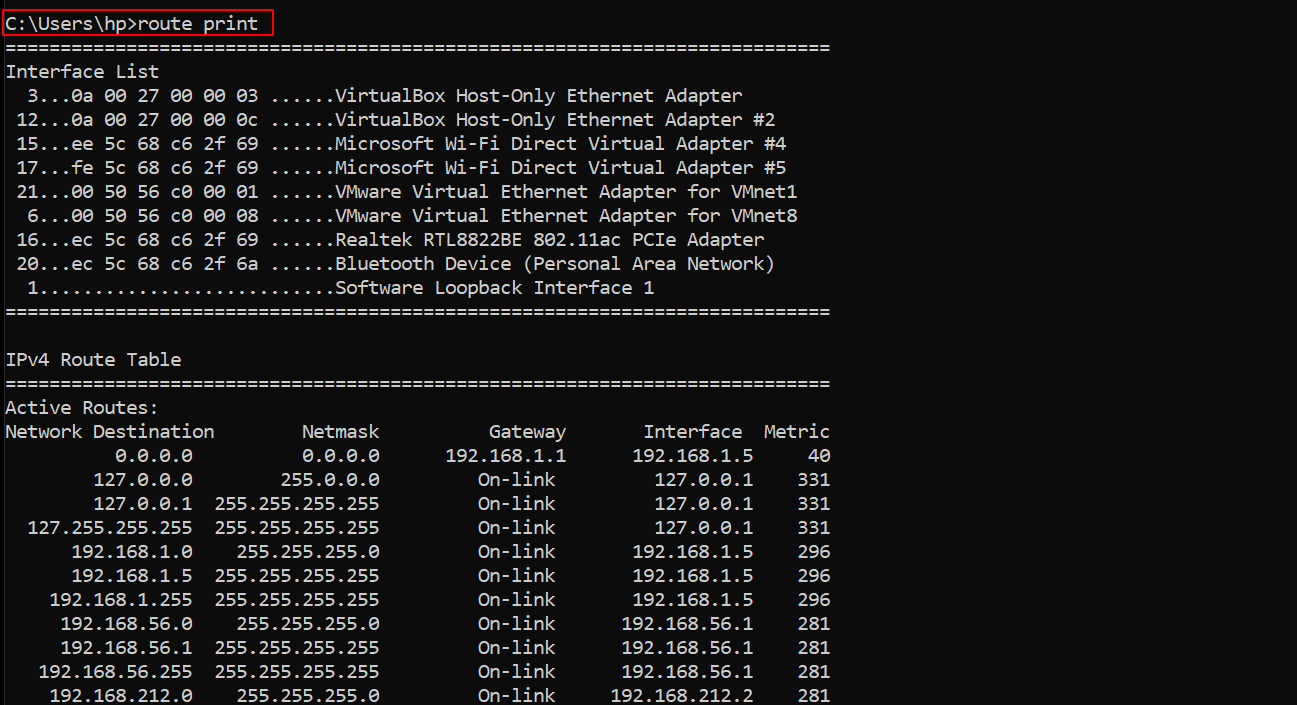 C:\Users\hp>route print
===========================================================================
Interface List
  3...0a 00 27 00 00 03 ......VirtualBox Host-Only Ethernet Adapter
 12...0a 00 27 00 00 0c ......VirtualBox Host-Only Ethernet Adapter #2
 15...ee 5c 68 c6 2f 69 ......Microsoft Wi-Fi Direct Virtual Adapter #4
 17...fe 5c 68 c6 2f 69 ......Microsoft Wi-Fi Direct Virtual Adapter #5
 21...00 50 56 c0 00 01 ......VMware Virtual Ethernet Adapter for VMnet1
  6...00 50 56 c0 00 08 ......VMware Virtual Ethernet Adapter for VMnet8
 16...ec 5c 68 c6 2f 69 ......Realtek RTL8822BE 802.11ac PCIe Adapter
 20...ec 5c 68 c6 2f 6a ......Bluetooth Device (Personal Area Network)
  1...........................Software Loopback Interface 1
===========================================================================
IPv4 Route Table
===========================================================================
Active Routes:
Network Destination        Netmask          Gateway       Interface  Metric
          0.0.0.0          0.0.0.0      192.168.1.1      192.168.1.5     40
        127.0.0.0        255.0.0.0         On-link         127.0.0.1    331
        127.0.0.1  255.255.255.255         On-link         127.0.0.1    331
  127.255.255.255  255.255.255.255         On-link         127.0.0.1    331
      192.168.1.0    255.255.255.0         On-link       192.168.1.5    296
      192.168.1.5  255.255.255.255         On-link       192.168.1.5    296
    192.168.1.255  255.255.255.255         On-link       192.168.1.5    296
     192.168.56.0    255.255.255.0         On-link      192.168.56.1    281
     192.168.56.1  255.255.255.255         On-link      192.168.56.1    281
   192.168.56.255  255.255.255.255         On-link      192.168.56.1    281
    192.168.212.0    255.255.255.0         On-link     192.168.212.2    281